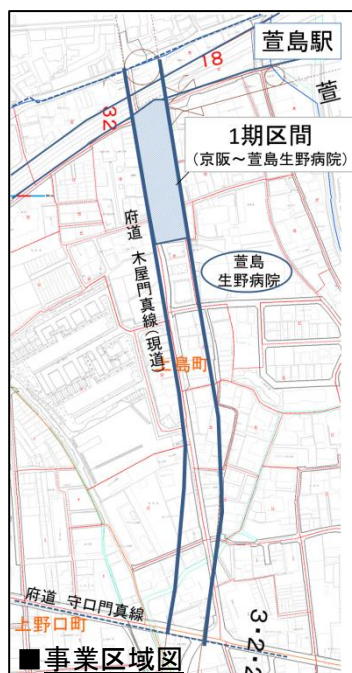 萱島駅
18
萱
32
1期区間
(京阪～萱島生野病院)
府道 木屋門真線(現道)
萱島
生野病院
上島町
府道 守口門真線
上野口町
3・2・2
■事業区域図